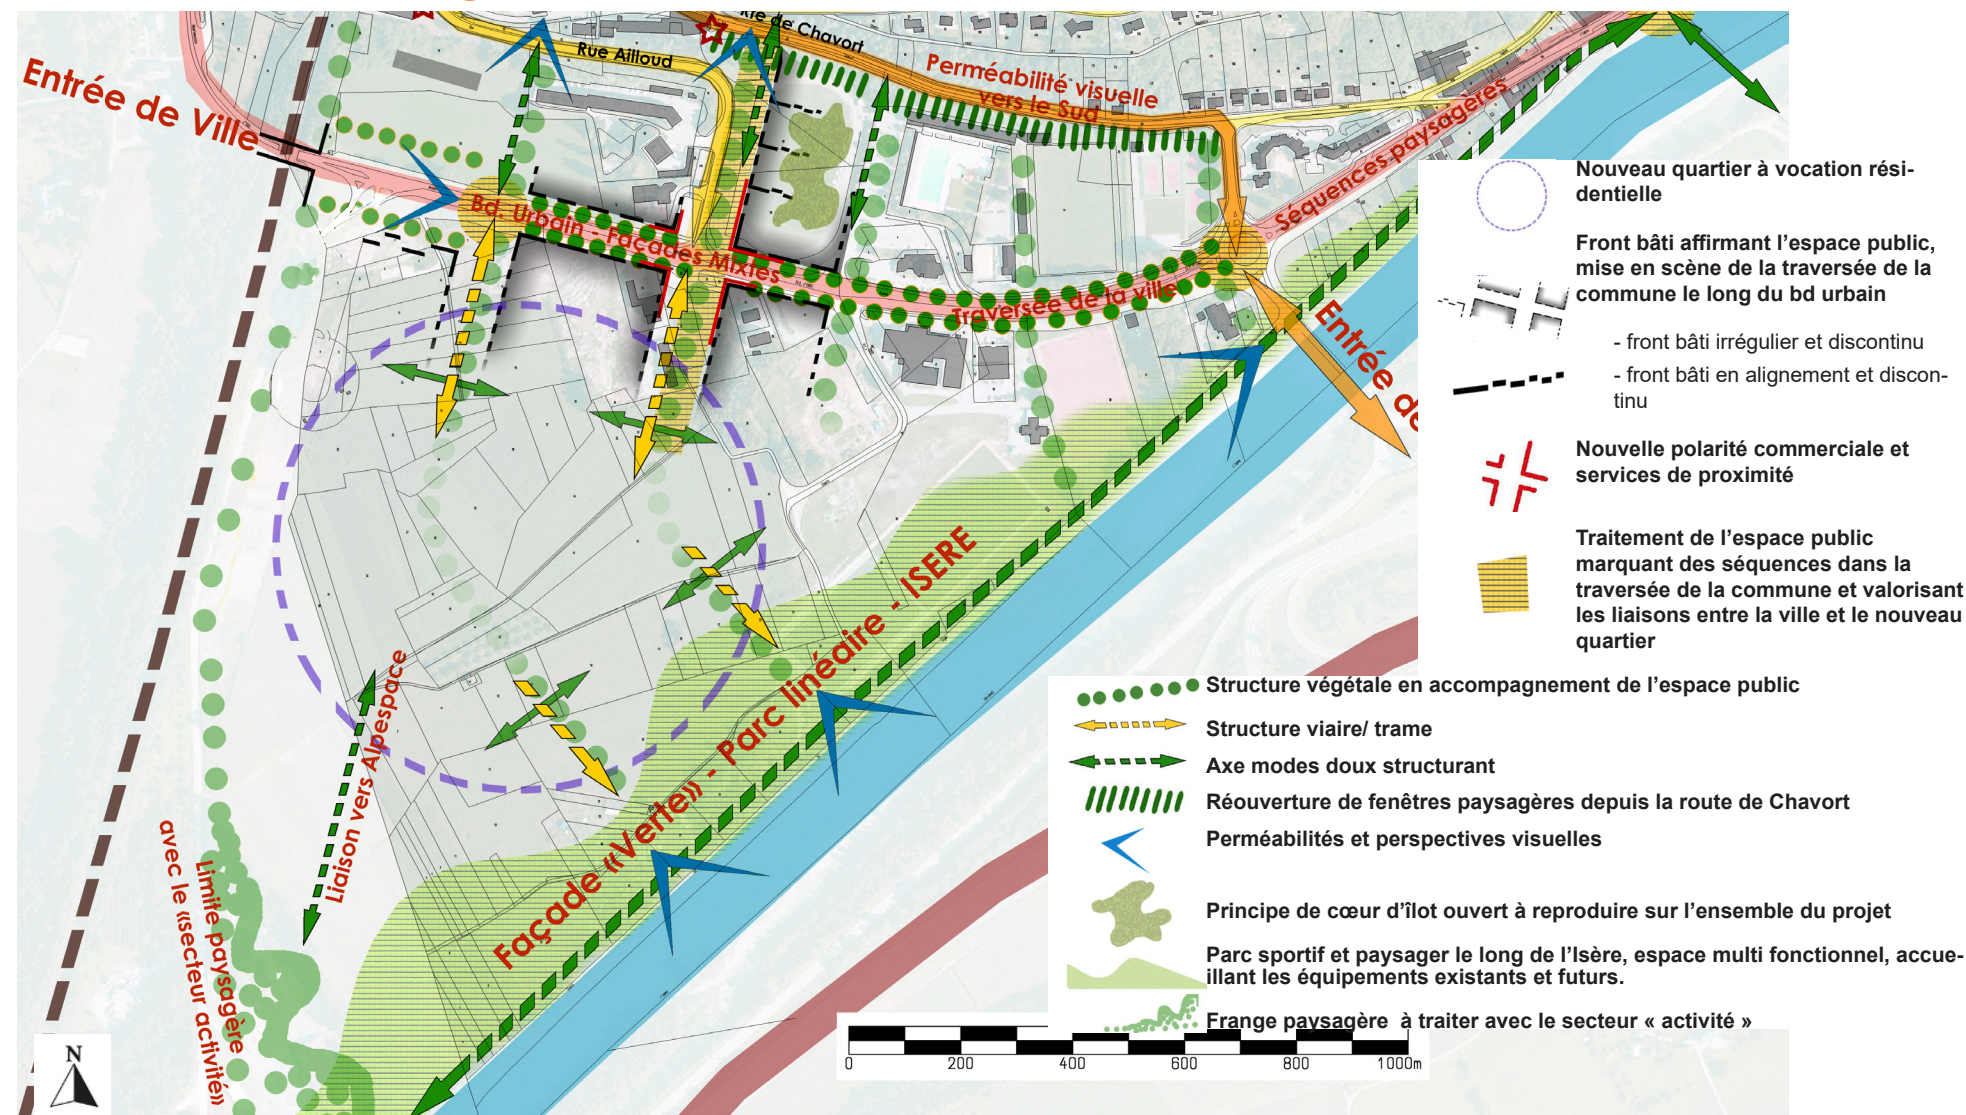 Rte de Chavort
Rue Ailloud
Entrée de Ville
Perméabilité visuelle
vers le Sud
Séquences paysagères
Bd. Urbain - Façades Mixtes
Traversée de la ville
Entrée de
Façade «Verte» - Parc linéaire - ISERE
Liaison vers Alpespace
Limite paysagère
avec le «secteur activité»
Nouveau quartier à vocation rési-
dentielle
Front bâti affirmant l'espace public,
mise en scène de la traversée de la
commune le long du bd urbain
- front bâti irrégulier et discontinu
- front bâti en alignement et discon-
tinu
Nouvelle polarité commerciale et
services de proximité
Traitement de l'espace public
marquant des séquences dans la
traversée de la commune et valorisant
les liaisons entre la ville et le nouveau
quartier
Structure végétale en accompagnement de l'espace public
Structure viaire/ trame
Axe modes doux structurant
Réouverture de fenêtres paysagères depuis la route de Chavort
Perméabilités et perspectives visuelles
Principe de cœur d'îlot ouvert à reproduire sur l'ensemble du projet
Parc sportif et paysager le long de l'Isère, espace multi fonctionnel, accue-
illant les équipements existants et futurs.
Frange paysagère à traiter avec le secteur « activité »
N
0 200 400 600 800 1000m